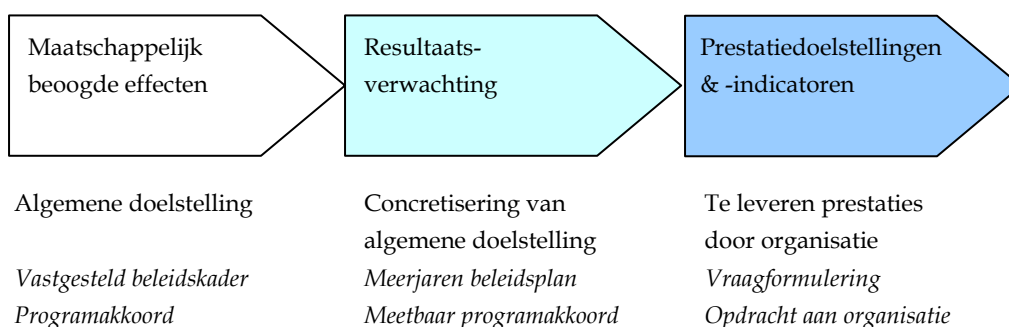 Maatschappelijk
beoogde effecten
Resultaats-
verwachting
Prestatiedoelstellingen
& -indicatoren
Algemene doelstelling
Vastgesteld beleidskader
Programakkoord
Concretisering van
algemene doelstelling
Meerjaren beleidsplan
Meetbaar programakkoord
Te leveren prestaties
door organisatie
Vraagformulering
Opdracht aan organisatie